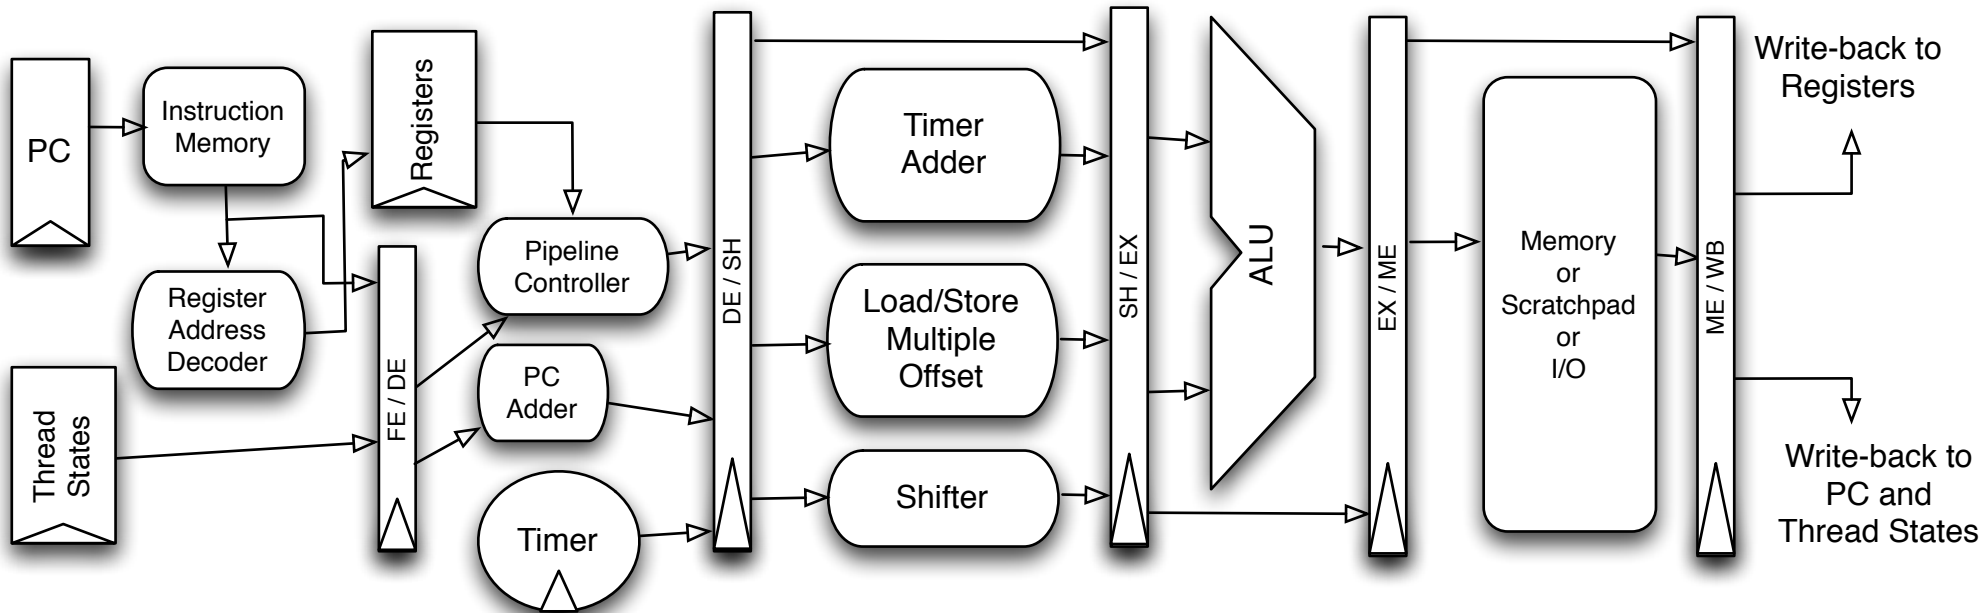 PC
Instruction
Memory
Register
Address
Decoder
Thread
States
Registers
FE / DE
Pipeline
Controller
PC
Adder
Timer
DE / SH
Timer
Adder
Load/Store
Multiple
Offset
Shifter
SH / EX
ALU
EX / ME
Memory
or
Scratchpad
or
I/O
ME / WB
Write-back to
Registers
Write-back to
PC and
Thread States